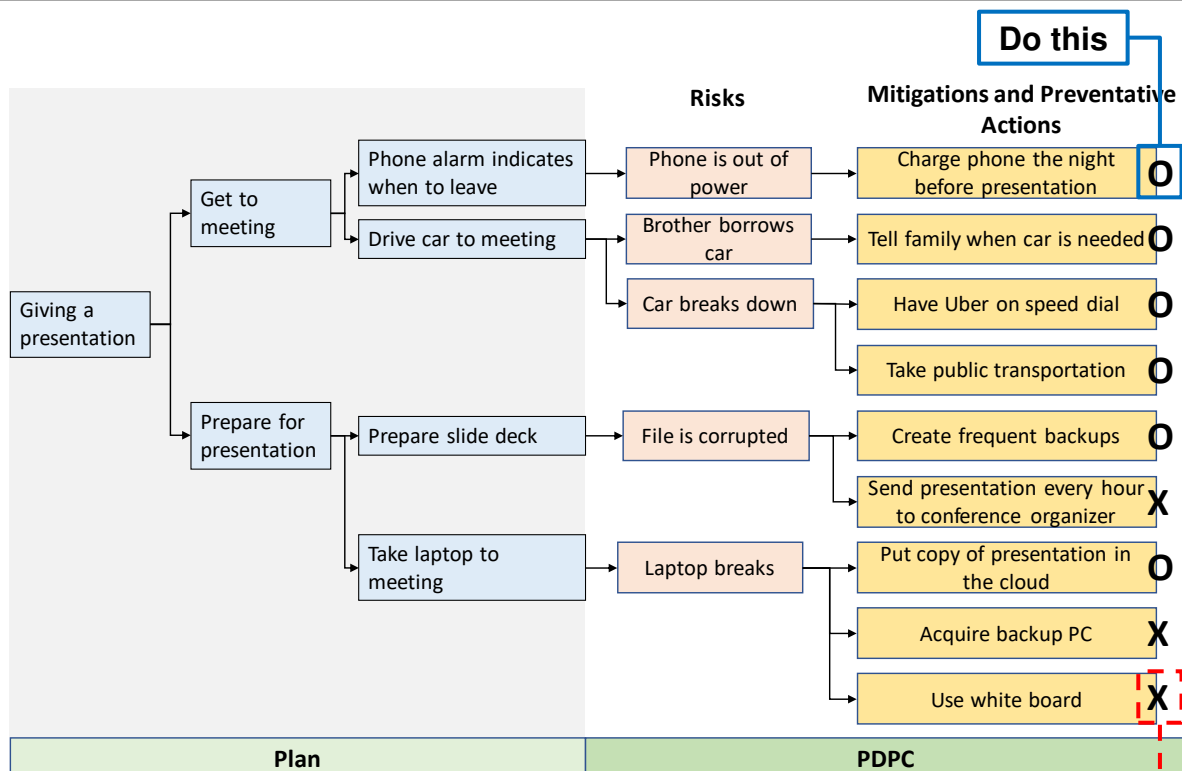 Do this
Risks
Mitigations and Preventative
Actions
Phone alarm indicates
when to leave
Phone is out of
power
Charge phone the night
before presentation
O
Get to
meeting
Drive car to meeting
Brother borrows
car
Tell family when car is needed
O
Giving a
presentation
Car breaks down
Have Uber on speed dial
O
Take public transportation
O
Prepare for
presentation
Prepare slide deck
File is corrupted
Create frequent backups
O
Send presentation every hour
to conference organizer
X
Take laptop to
meeting
Laptop breaks
Put copy of presentation in
the cloud
O
Acquire backup PC
X
Use white board
X
Plan
PDPC